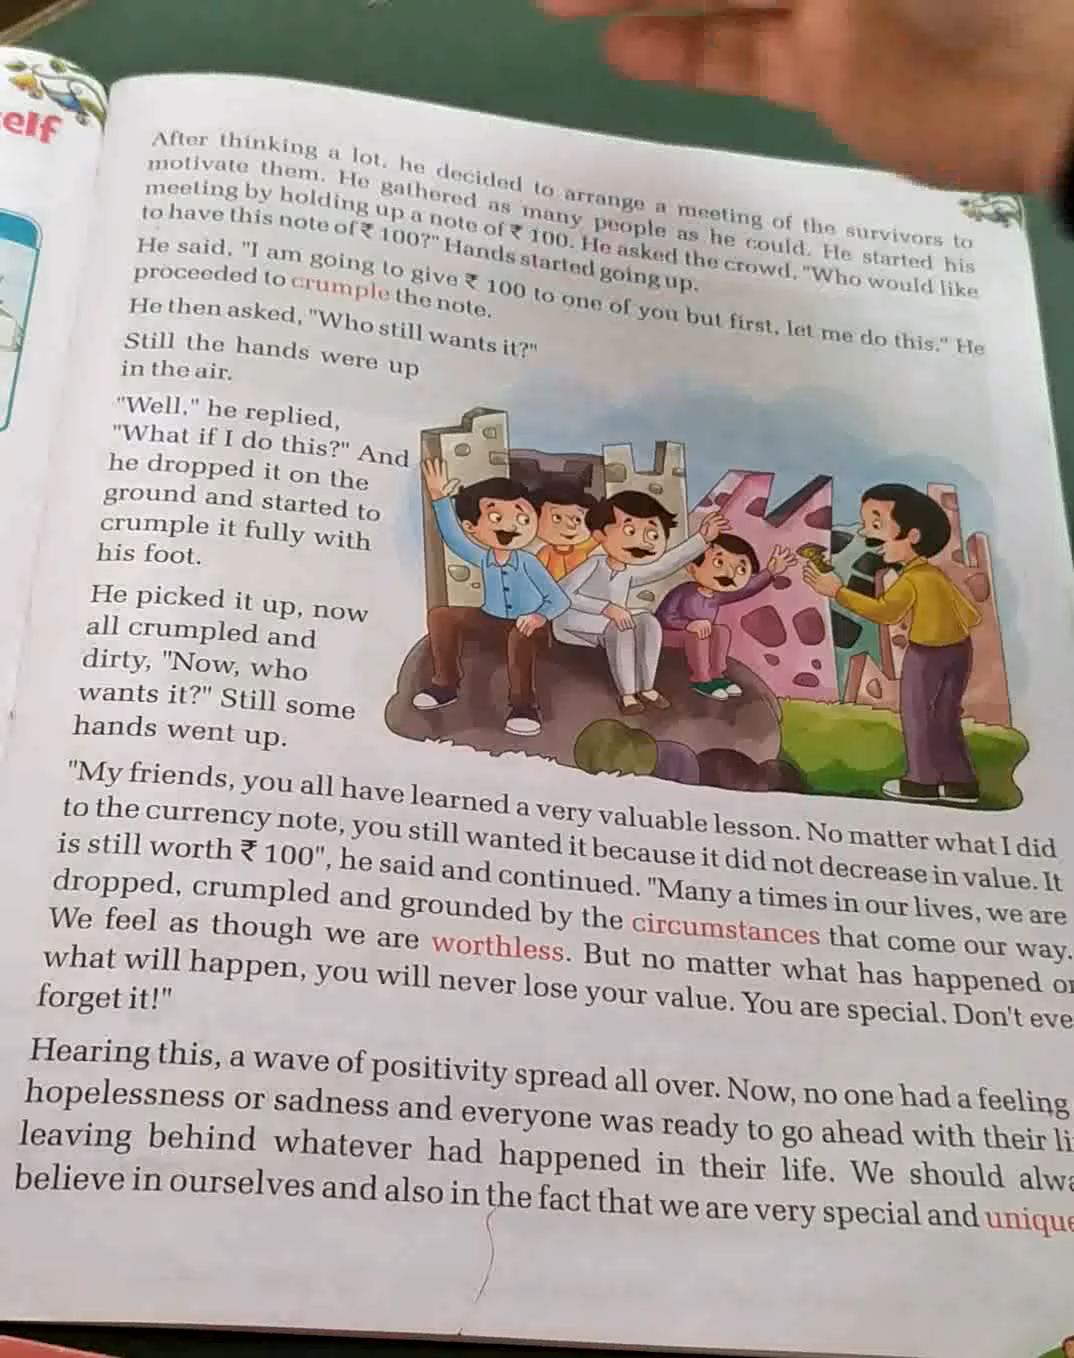 elf
After thinking a lot, he decided to arrange a meeting of the survivors to
motivate them. He gathered as many people as he could. He started his
meeting by holding up a note of ₹ 100. He asked the crowd, "Who would like
to have this note of ₹ 100?" Hands started going up.
He said, "I am going to give ₹ 100 to one of you but first, let me do this." He
proceeded to crumple the note.
He then asked, "Who still wants it?"
Still the hands were up
in the air.
"Well," he replied,
"What if I do this?" And
he dropped it on the
ground and started to
crumple it fully with
his foot.
He picked it up, now
all crumpled and
dirty, "Now, who
wants it?" Still some
hands went up.
"My friends, you all have learned a very valuable lesson. No matter what I did
to the currency note, you still wanted it because it did not decrease in value. It
is still worth ₹ 100", he said and continued. "Many a times in our lives, we are
dropped, crumpled and grounded by the circumstances that come our way.
We feel as though we are worthless. But no matter what has happened or
what will happen, you will never lose your value. You are special. Don't eve
forget it!"
Hearing this, a wave of positivity spread all over. Now, no one had a feeling
hopelessness or sadness and everyone was ready to go ahead with their li
leaving behind whatever had happened in their life. We should alwa
believe in ourselves and also in the fact that we are very special and unique